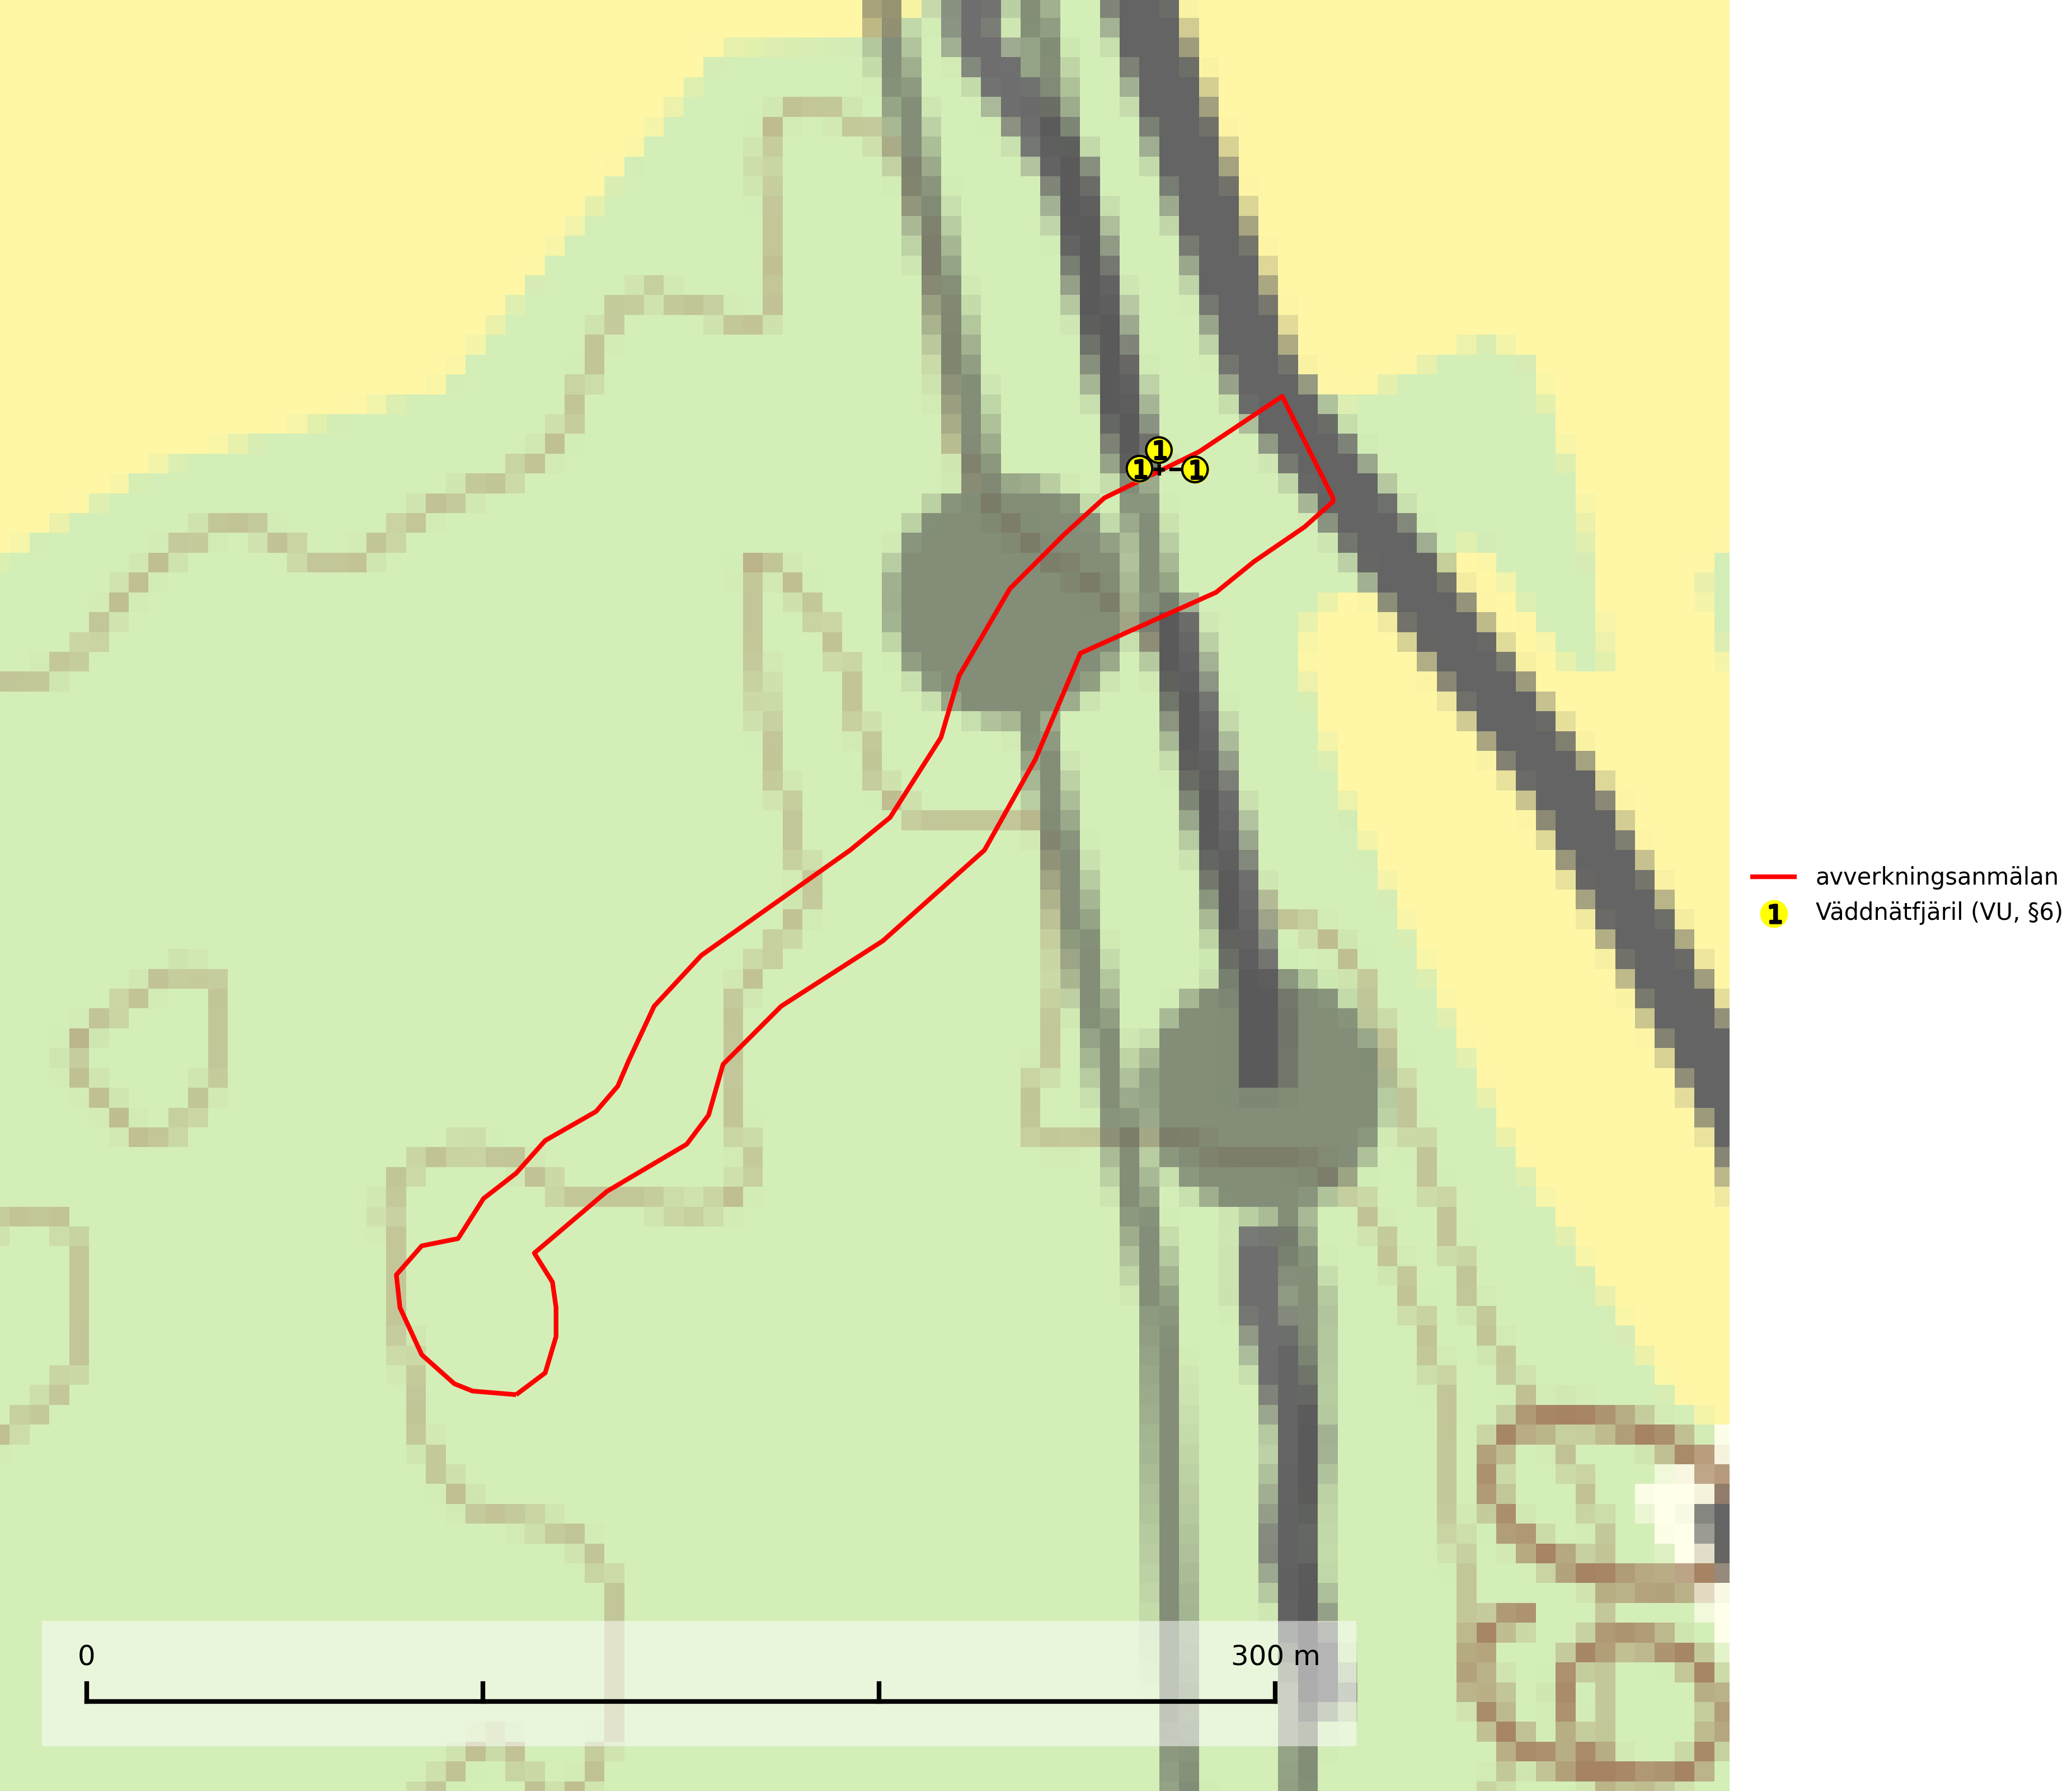 1
1 1
avverkningsanmälan
1 Väddnätfjäril (VU, §6)
0 300 m